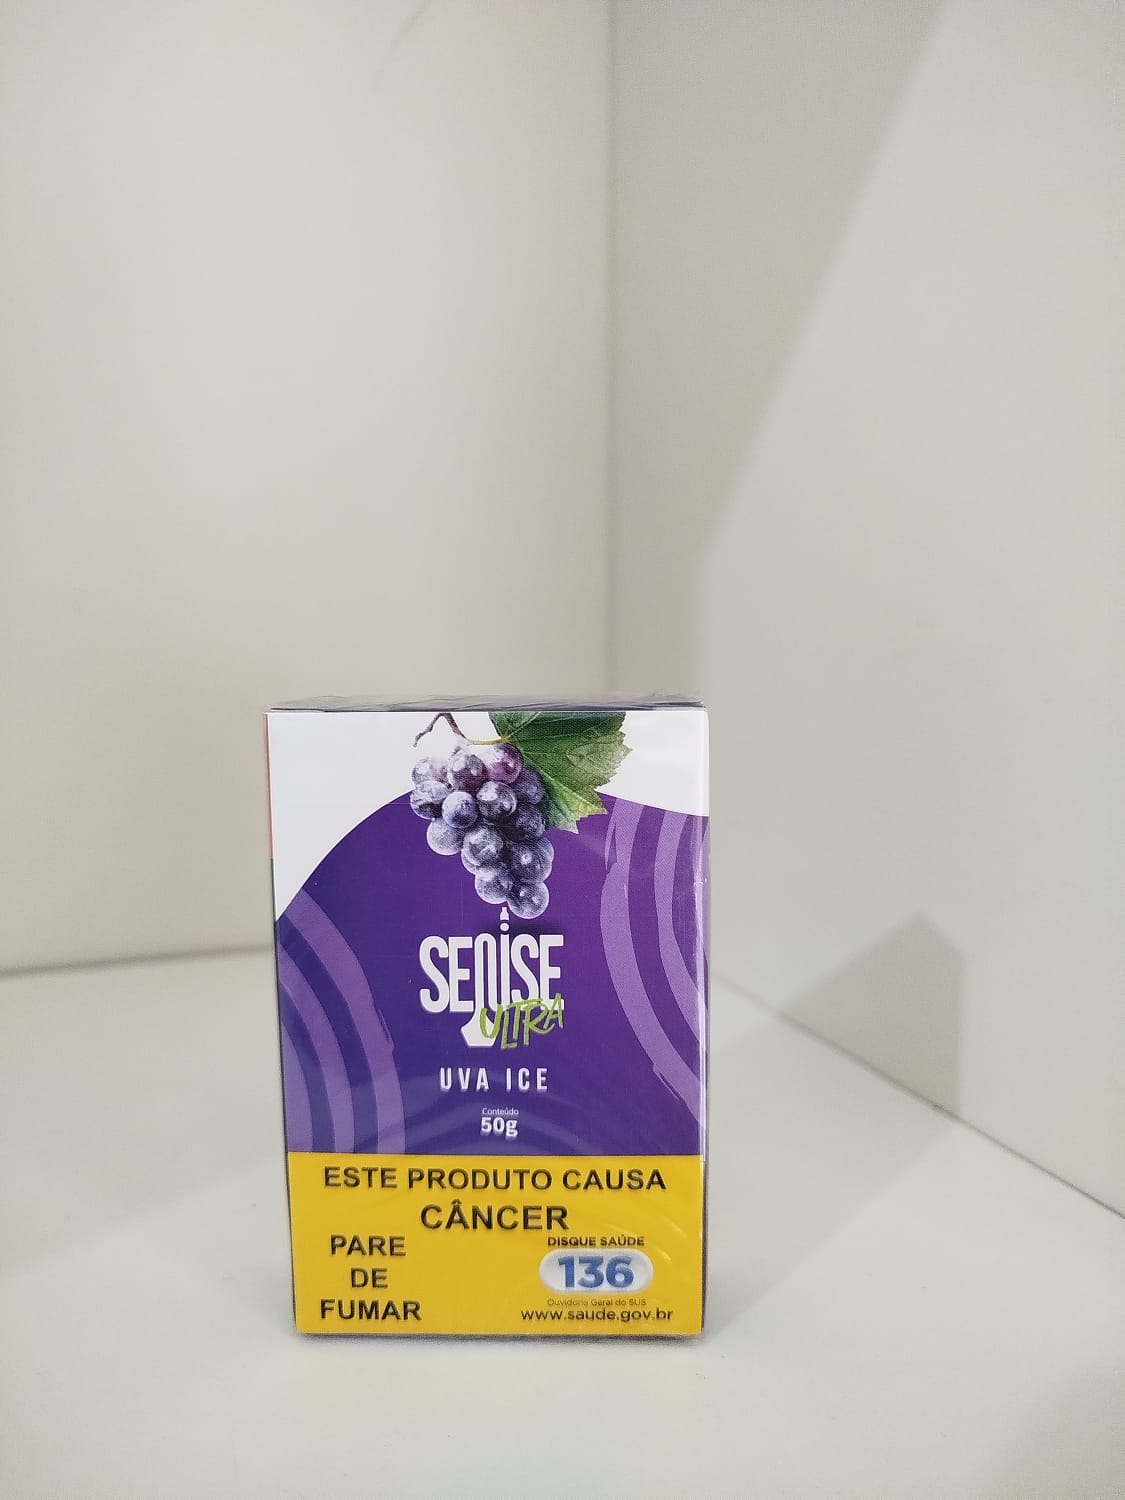 SENISE
ULTRA
UVA ICE
Conteúdo
50g
ESTE PRODUTO CAUSA
CÂNCER
PARE
DE
FUMAR
DISQUE SAÚDE
136
Ouvidoria Geral do SUS
www.saude.gov.br